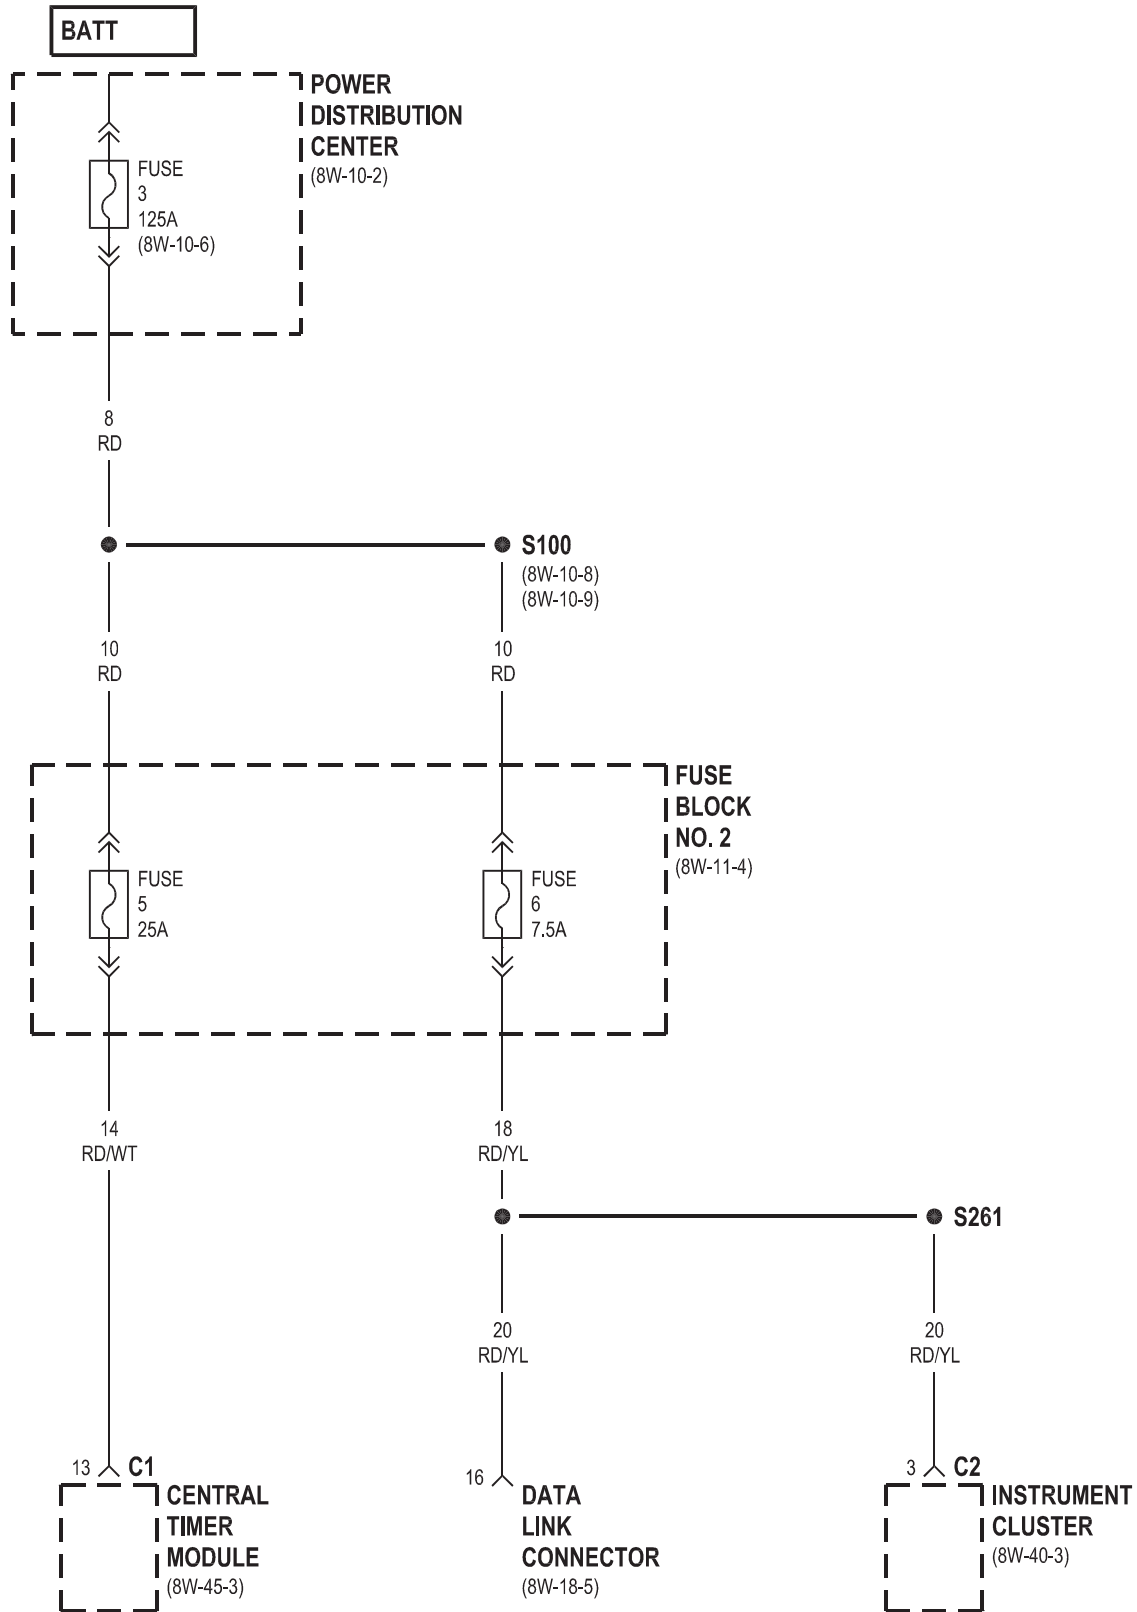 BATT
POWER
DISTRIBUTION
CENTER
(8W-10-2)
FUSE
3
125A
(8W-10-6)
8
RD
S100
(8W-10-8)
(8W-10-9)
10
RD
10
RD
FUSE
BLOCK
NO. 2
(8W-11-4)
FUSE
5
25A
FUSE
6
7.5A
14
RD/WT
18
RD/YL
S261
20
RD/YL
20
RD/YL
13 C1
CENTRAL
TIMER
MODULE
(8W-45-3)
16
DATA
LINK
CONNECTOR
(8W-18-5)
3 C2
INSTRUMENT
CLUSTER
(8W-40-3)